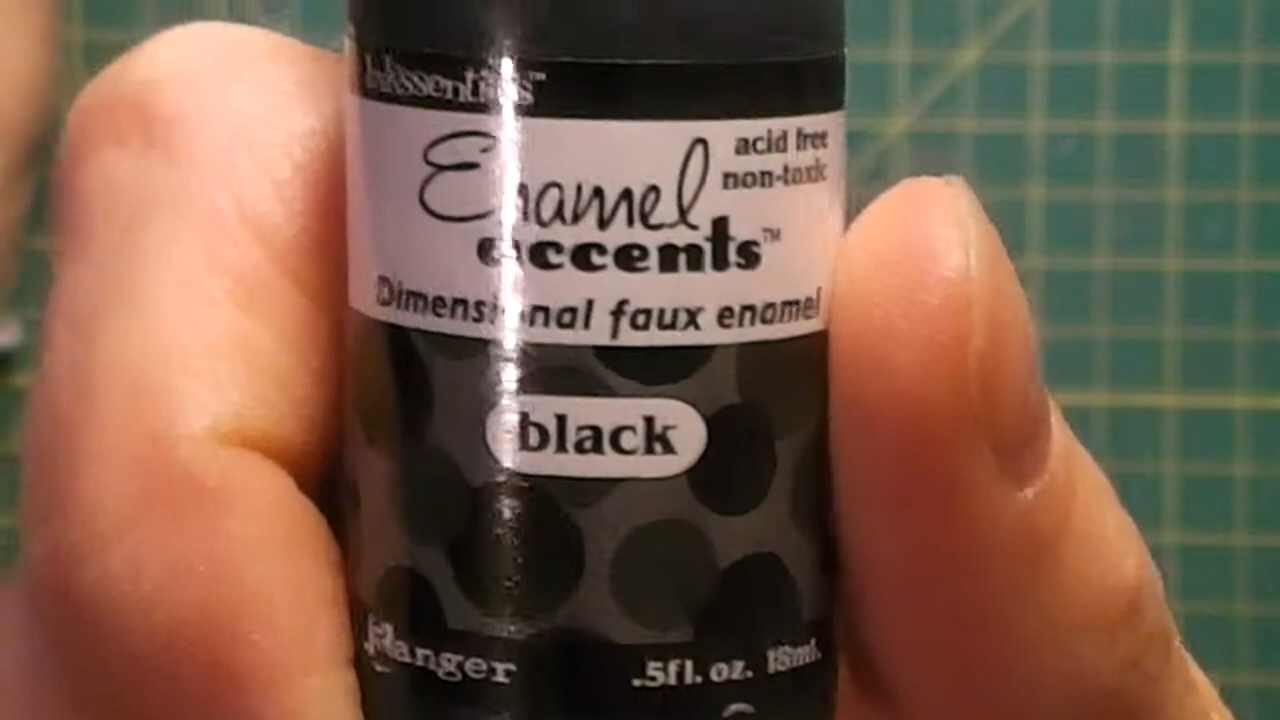 Inkssentials™
Enamel
accents™
acid free
non-toxic
Dimensional faux enamel
black
Ranger
.5fl. oz. 18ml.